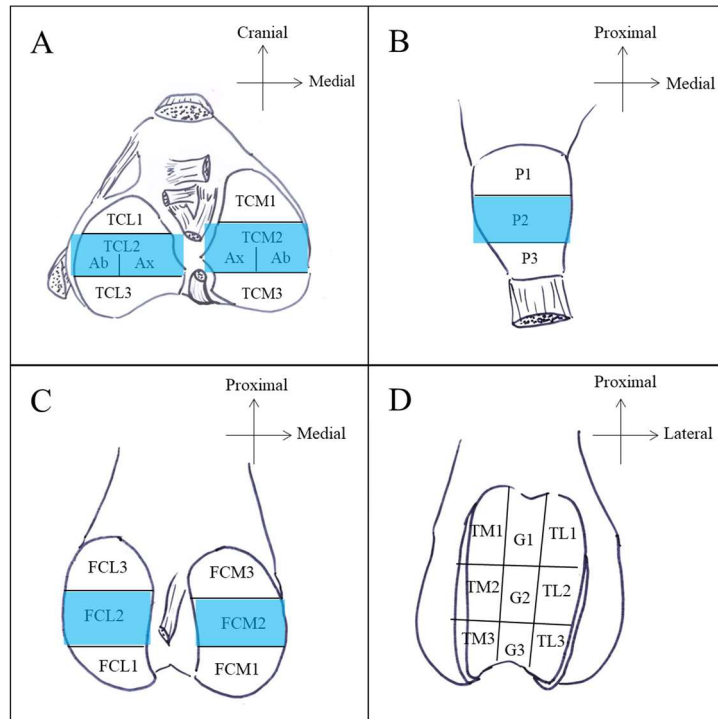 A
Cranial
Medial
TCL1
TCM1
TCL2
TCM2
Ab
Ax
Ax
Ab
TCL3
TCM3
B
Proximal
Medial
P1
P2
P3
C
Proximal
Medial
FCL3
FCM3
FCL2
FCM2
FCL1
FCM1
D
Proximal
Lateral
TM1
G1
TL1
TM2
G2
TL2
TM3
G3
TL3